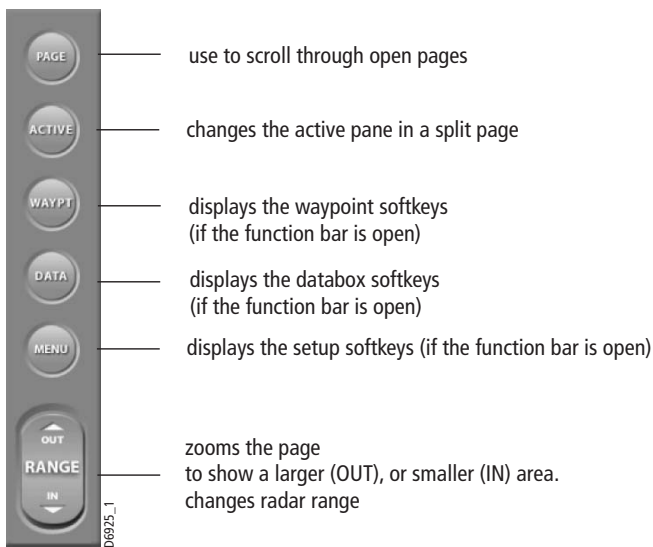 PAGE
use to scroll through open pages
ACTIVE
changes the active pane in a split page
WAYPT
displays the waypoint softkeys
(if the function bar is open)
DATA
displays the databox softkeys
(if the function bar is open)
MENU
displays the setup softkeys (if the function bar is open)
OUT
RANGE
IN
zooms the page
to show a larger (OUT), or smaller (IN) area.
changes radar range
D6925_1